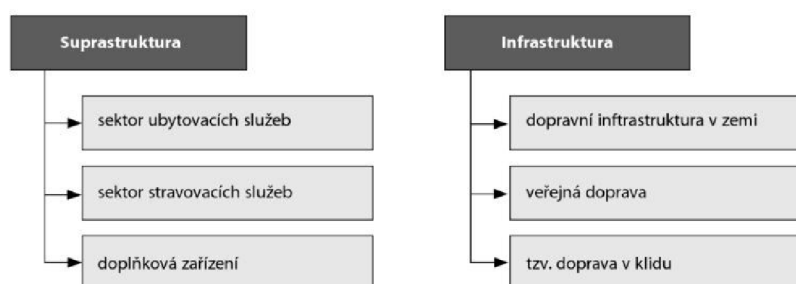 Suprastruktura
sektor ubytovacích služeb
sektor stravovacích služeb
doplňková zařízení
Infrastruktura
dopravní inftrastruktura v zemi
veřejná doprava
tzv. doprava v klidu